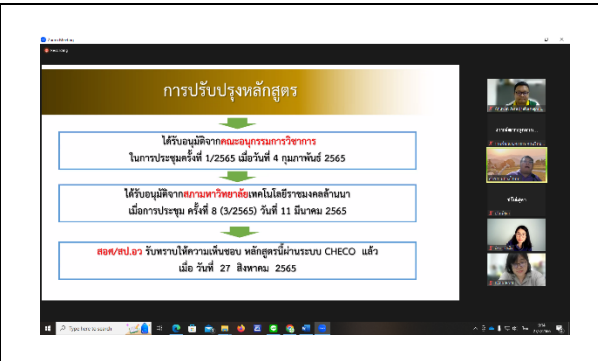 Zoom Meeting
Recording
การปรับปรุงหลักสูตร
ได้รับอนุมัติจากคณะอนุกรรมการวิชาการ
ในการประชุมครั้งที่ 1/2565 เมื่อวันที่ 4 กุมภาพันธ์ 2565
ได้รับอนุมัติจากสภามหาวิทยาลัยเทคโนโลยีราชมงคลล้านนา
เมื่อการประชุม ครั้งที่ 8 (3/2565) วันที่ 11 มีนาคม 2565
สอศ/สป.อว รับทราบให้ความเห็นชอบ หลักสูตรนี้ผ่านระบบ CHECO แล้ว
เมื่อ วันที่ 27 สิงหาคม 2565
Type here to search